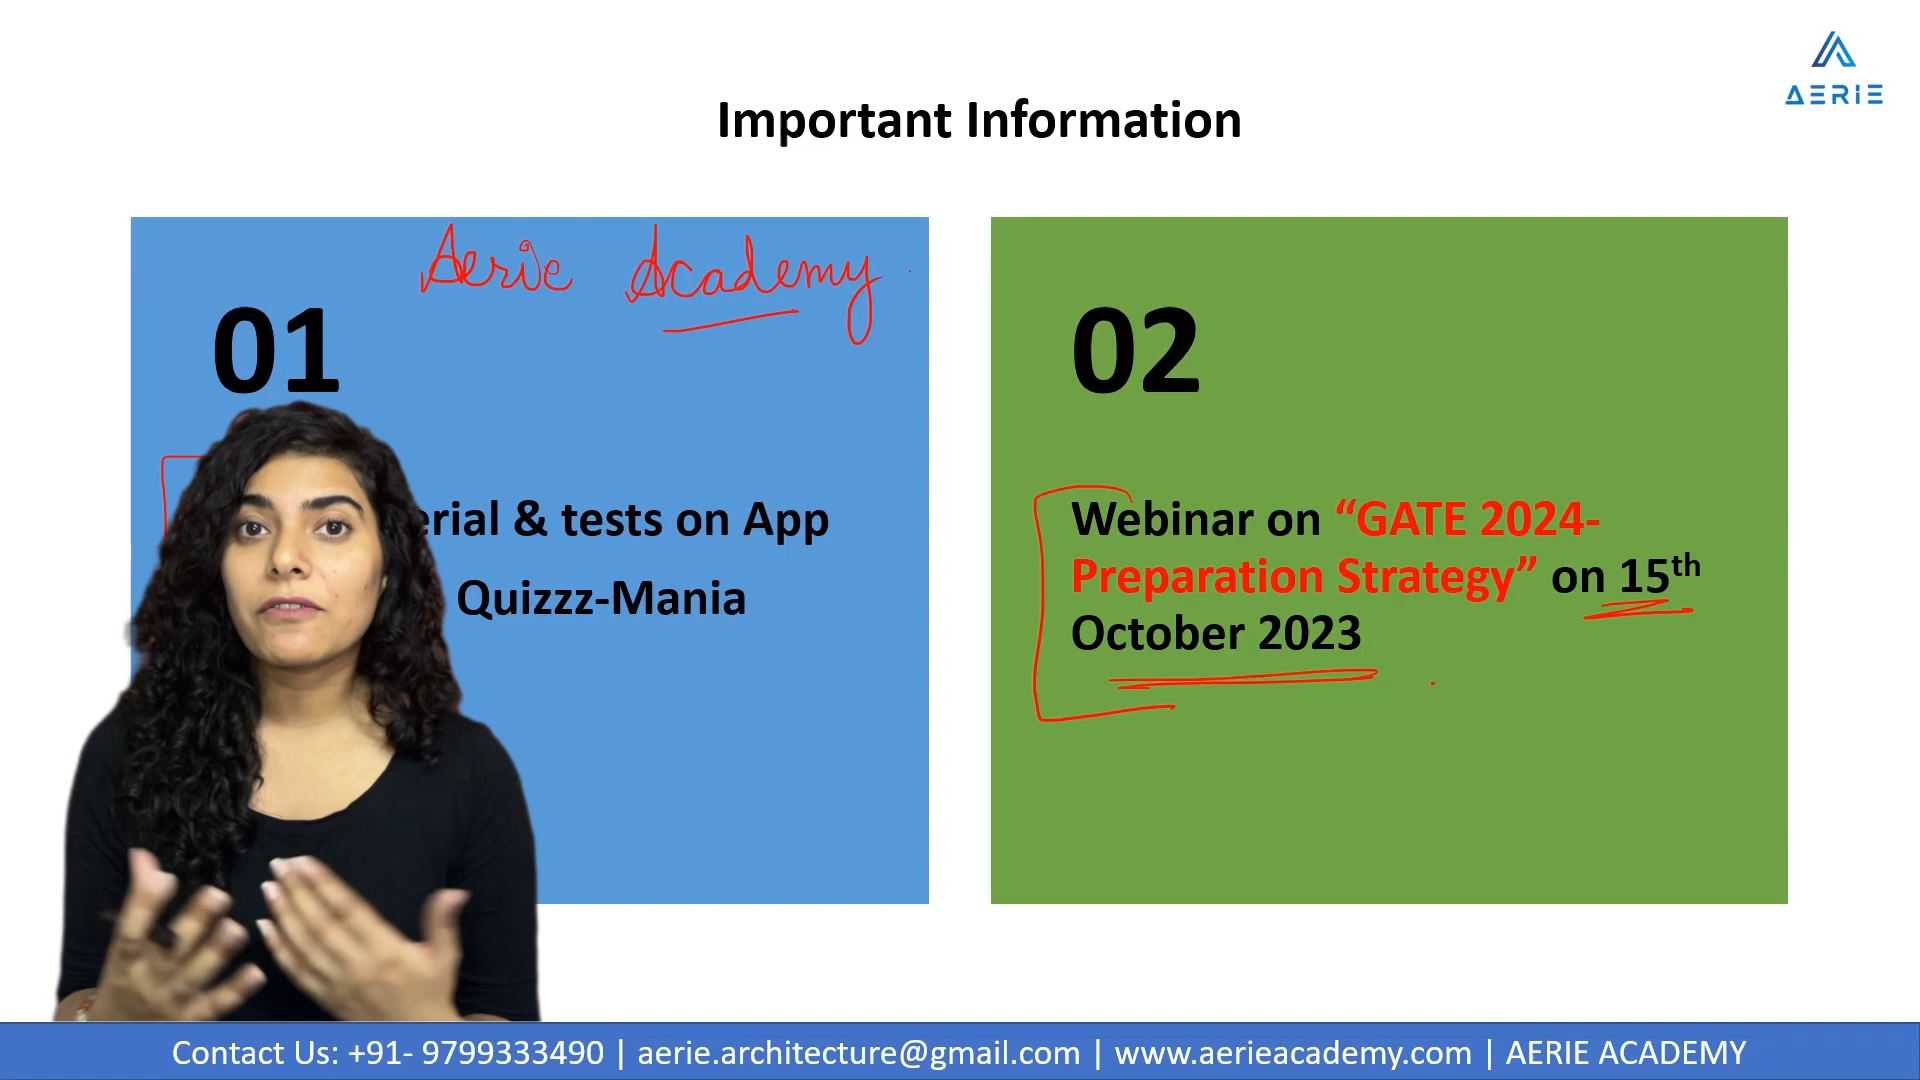 AERIE
Important Information
Aerie Academy
01
& tests on App
Quizzz-Mania
02
Webinar on “GATE 2024-
Preparation Strategy” on 15th
October 2023
Contact Us: +91- 9799333490 | aerie.architecture@gmail.com | www.aerieacademy.com | AERIE ACADEMY